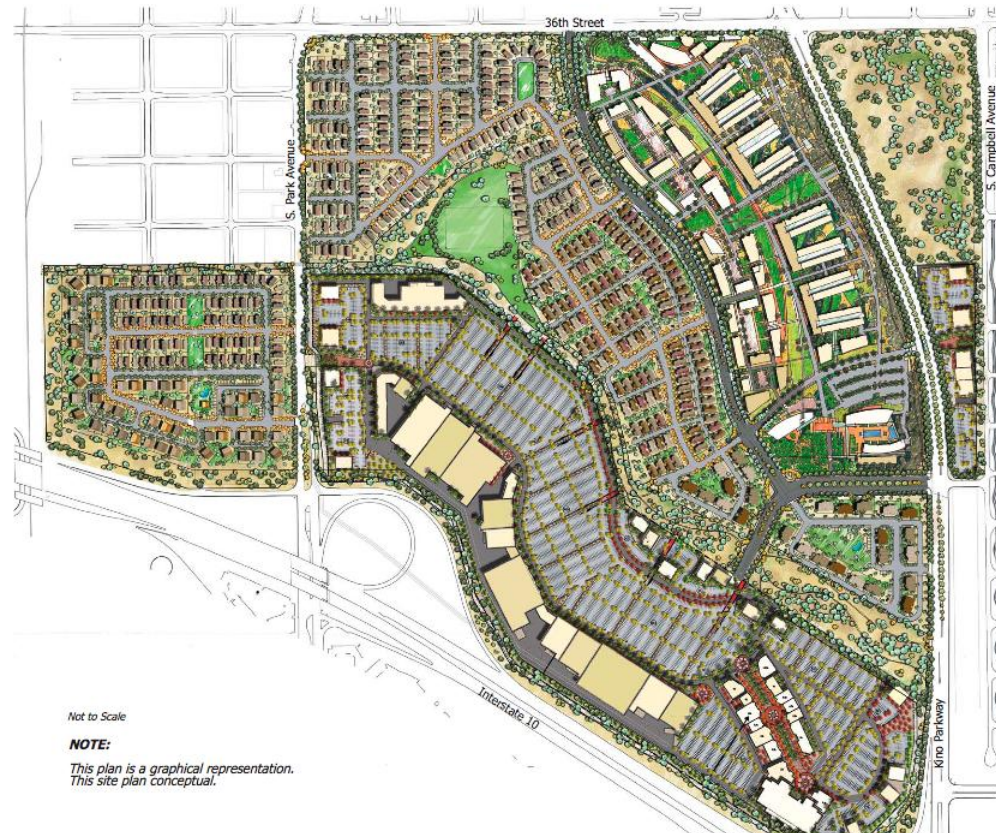 36th Street
S. Park Avenue
S. Campbell Avenue
Interstate 10
Kino Parkway
Not to Scale
NOTE:
This plan is a graphical representation.
This site plan conceptual.